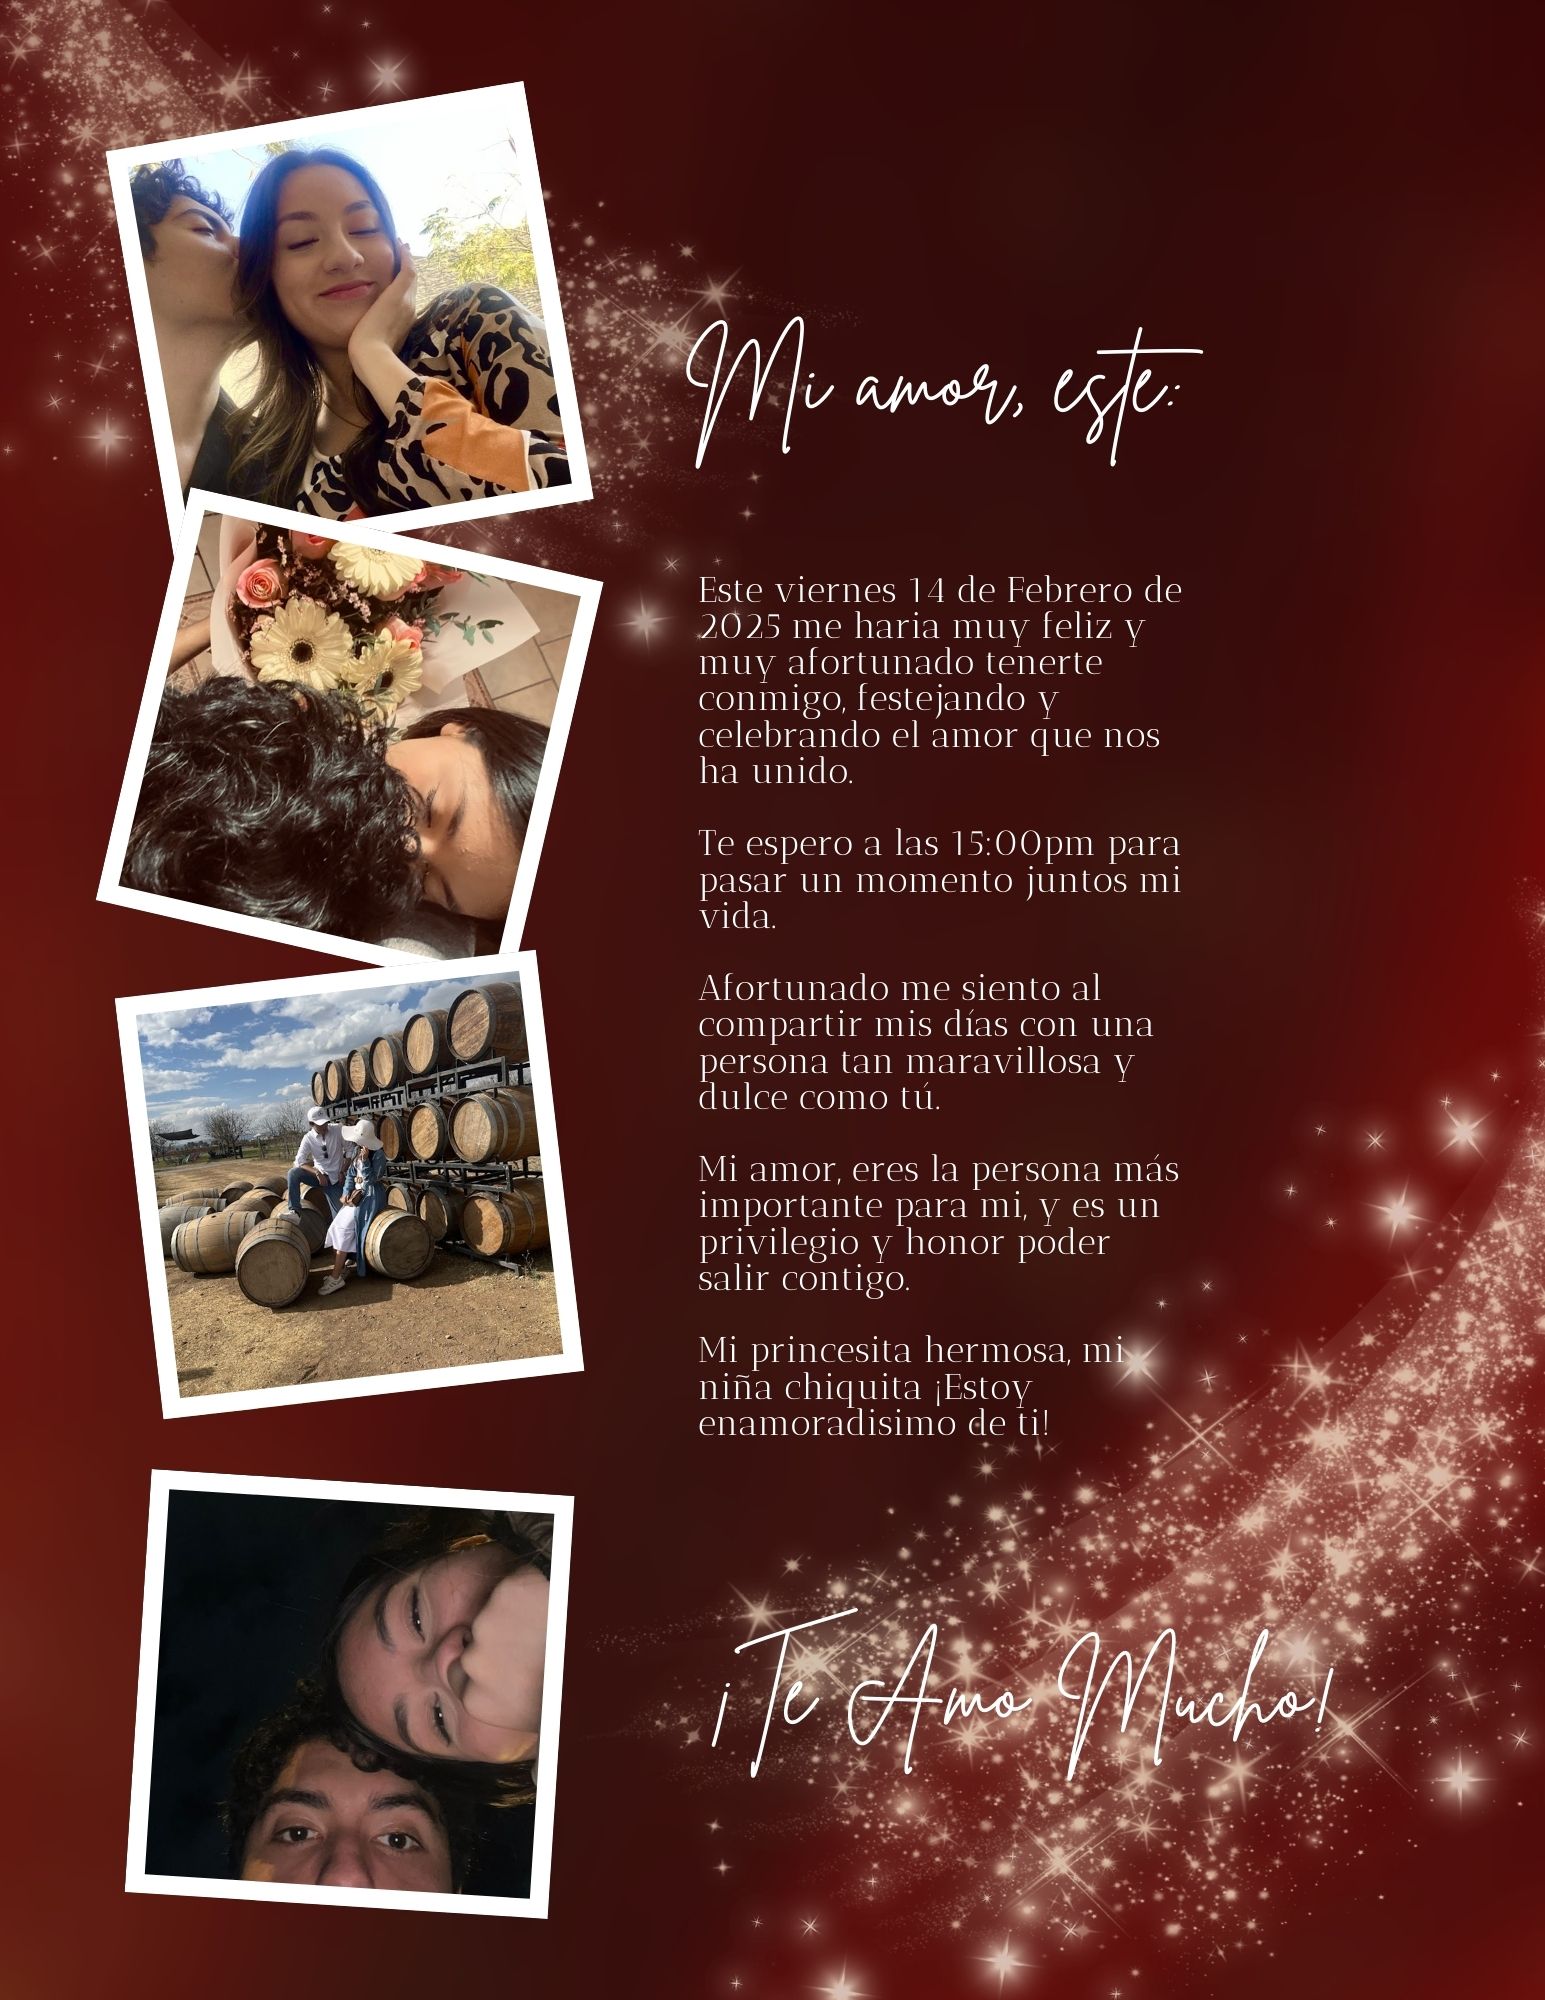 Mi amor, este:
Este viernes 14 de Febrero de
2025 me haria muy feliz y
muy afortunado tenerte
conmigo, festejando y
celebrando el amor que nos
ha unido.
Te espero a las 15:00pm para
pasar un momento juntos mi
vida.
Afortunado me siento al
compartir mis días con una
persona tan maravillosa y
dulce como tú.
Mi amor, eres la persona más
importante para mi, y es un
privilegio y honor poder
salir contigo.
Mi princesita hermosa, mi
niña chiquita ¡Estoy
enamoradisimo de ti!
¡Te Amo Mucho!